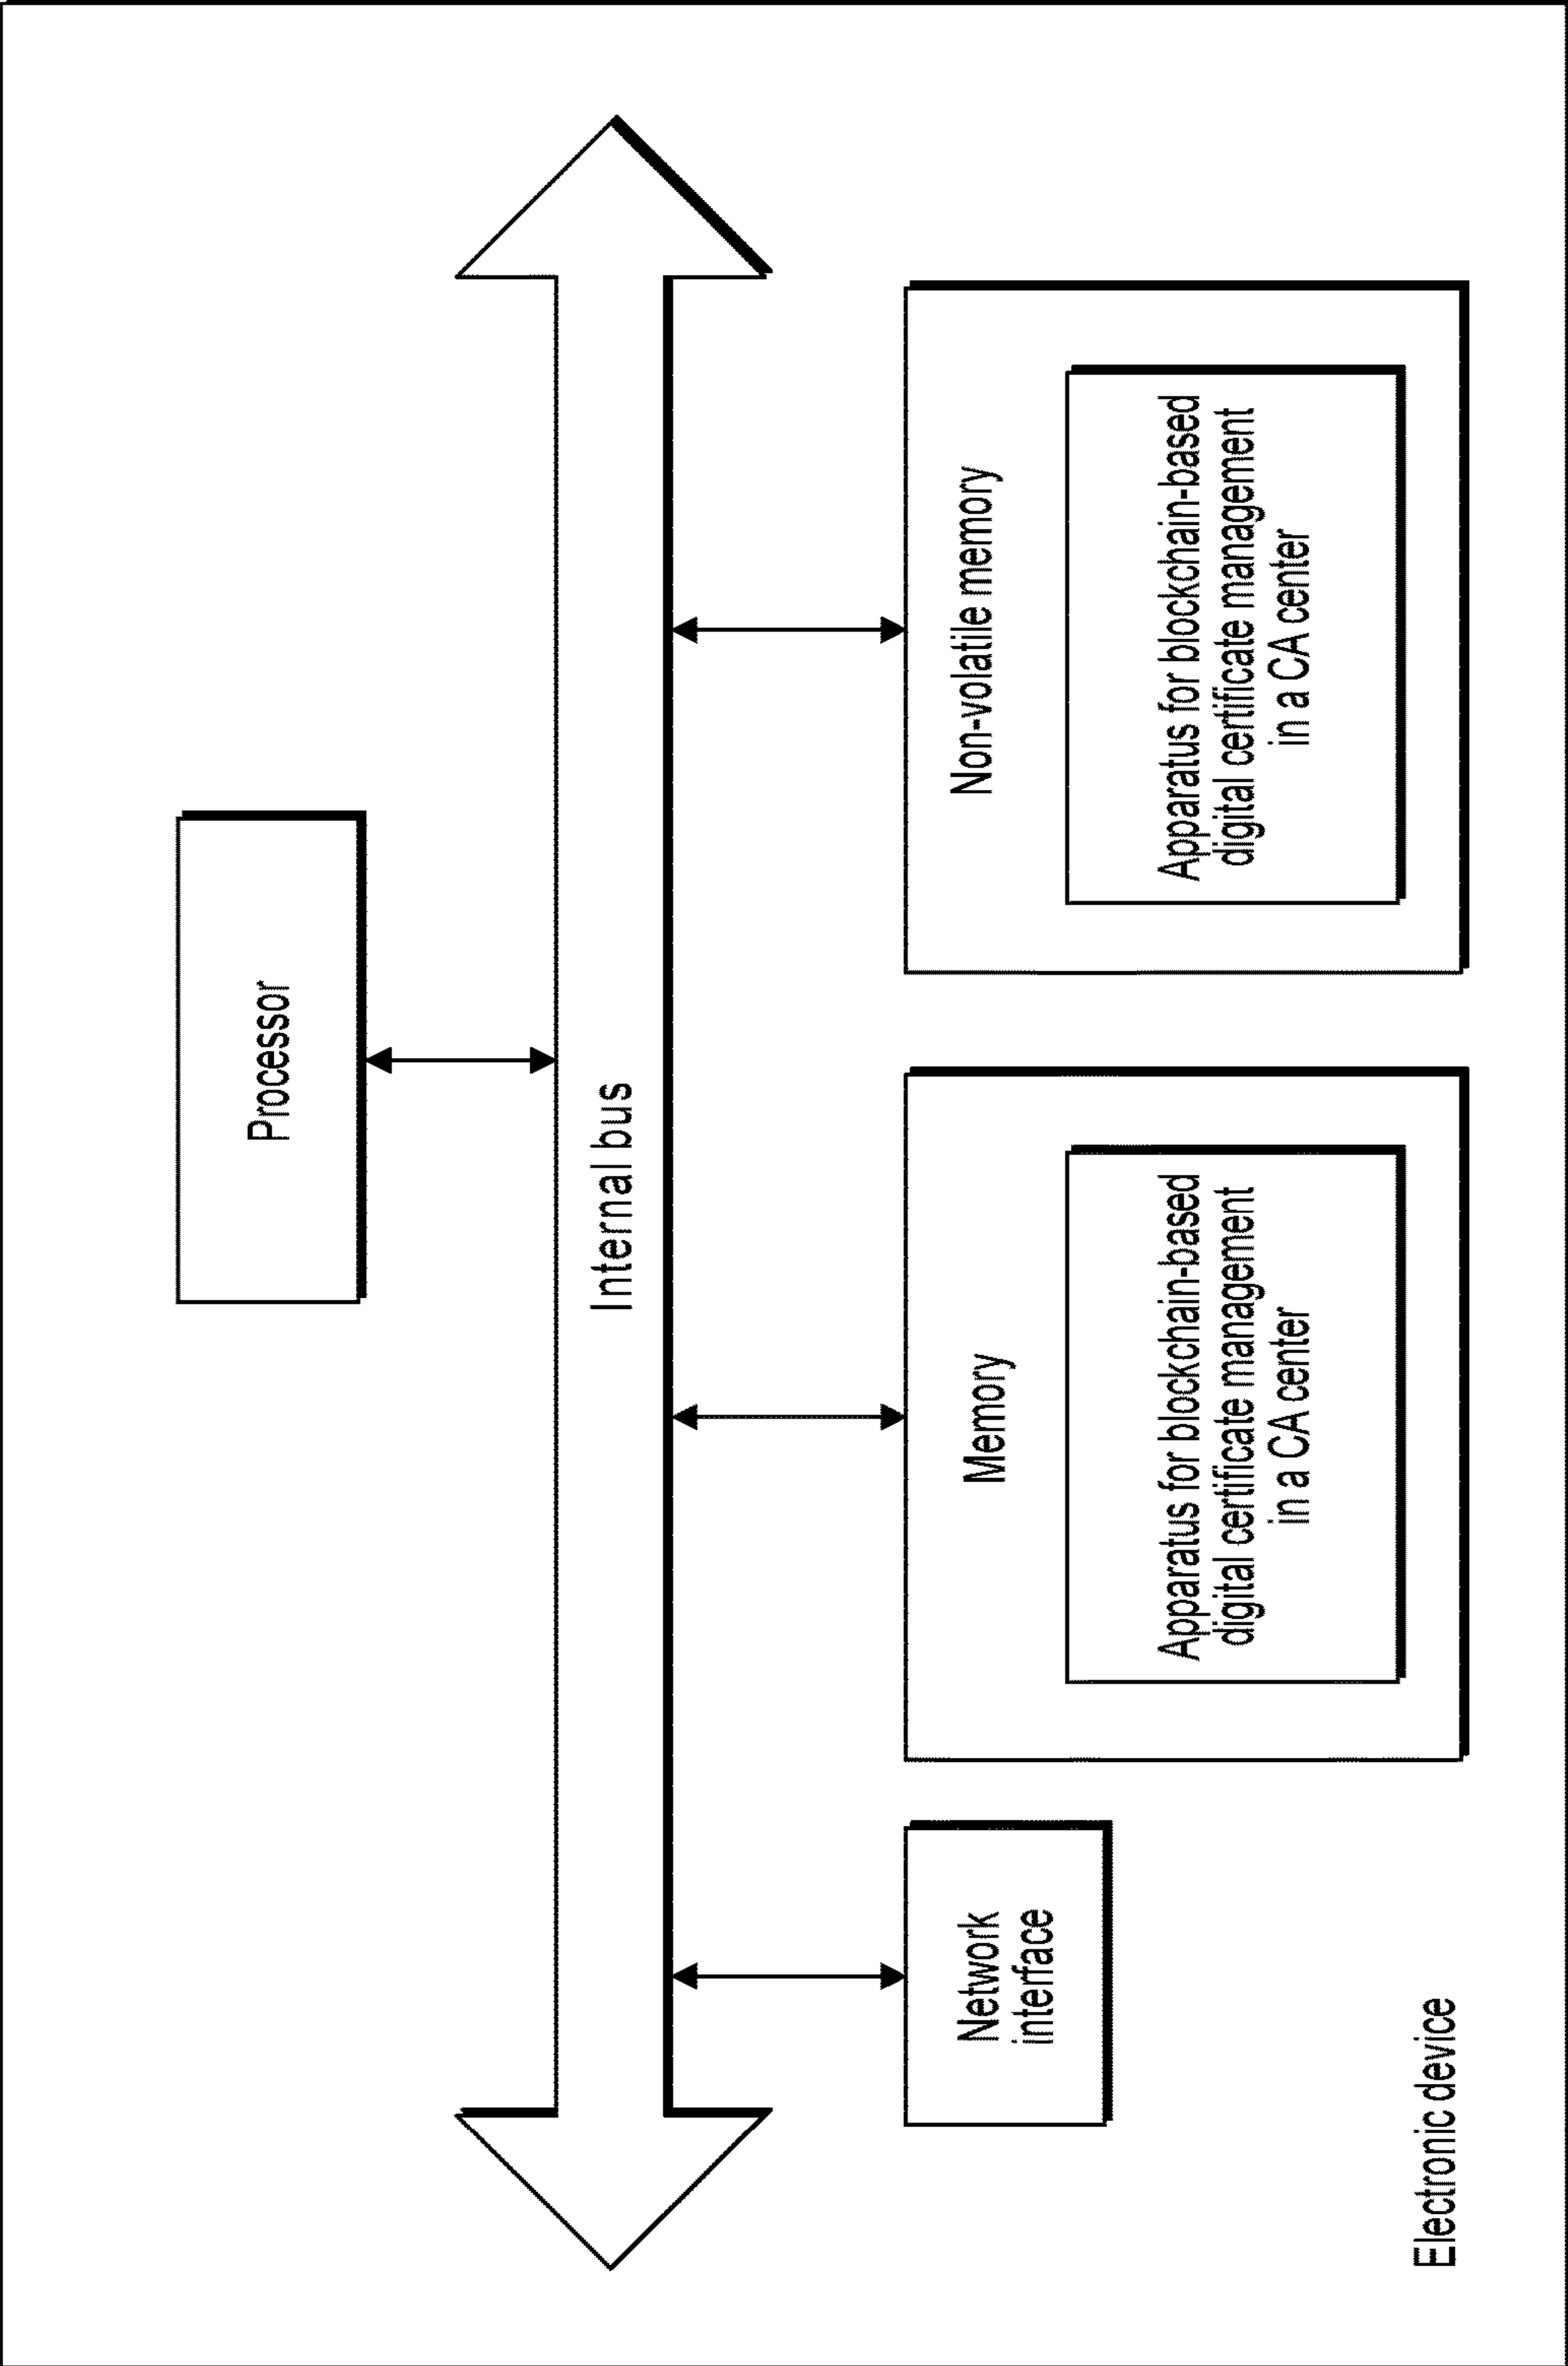 Processor
Internal bus
Network
interface
Memory
Apparatus for blockchain-based
digital certificate management
in a CA center
Non-volatile memory
Apparatus for blockchain-based
digital certificate management
in a CA center
Electronic device